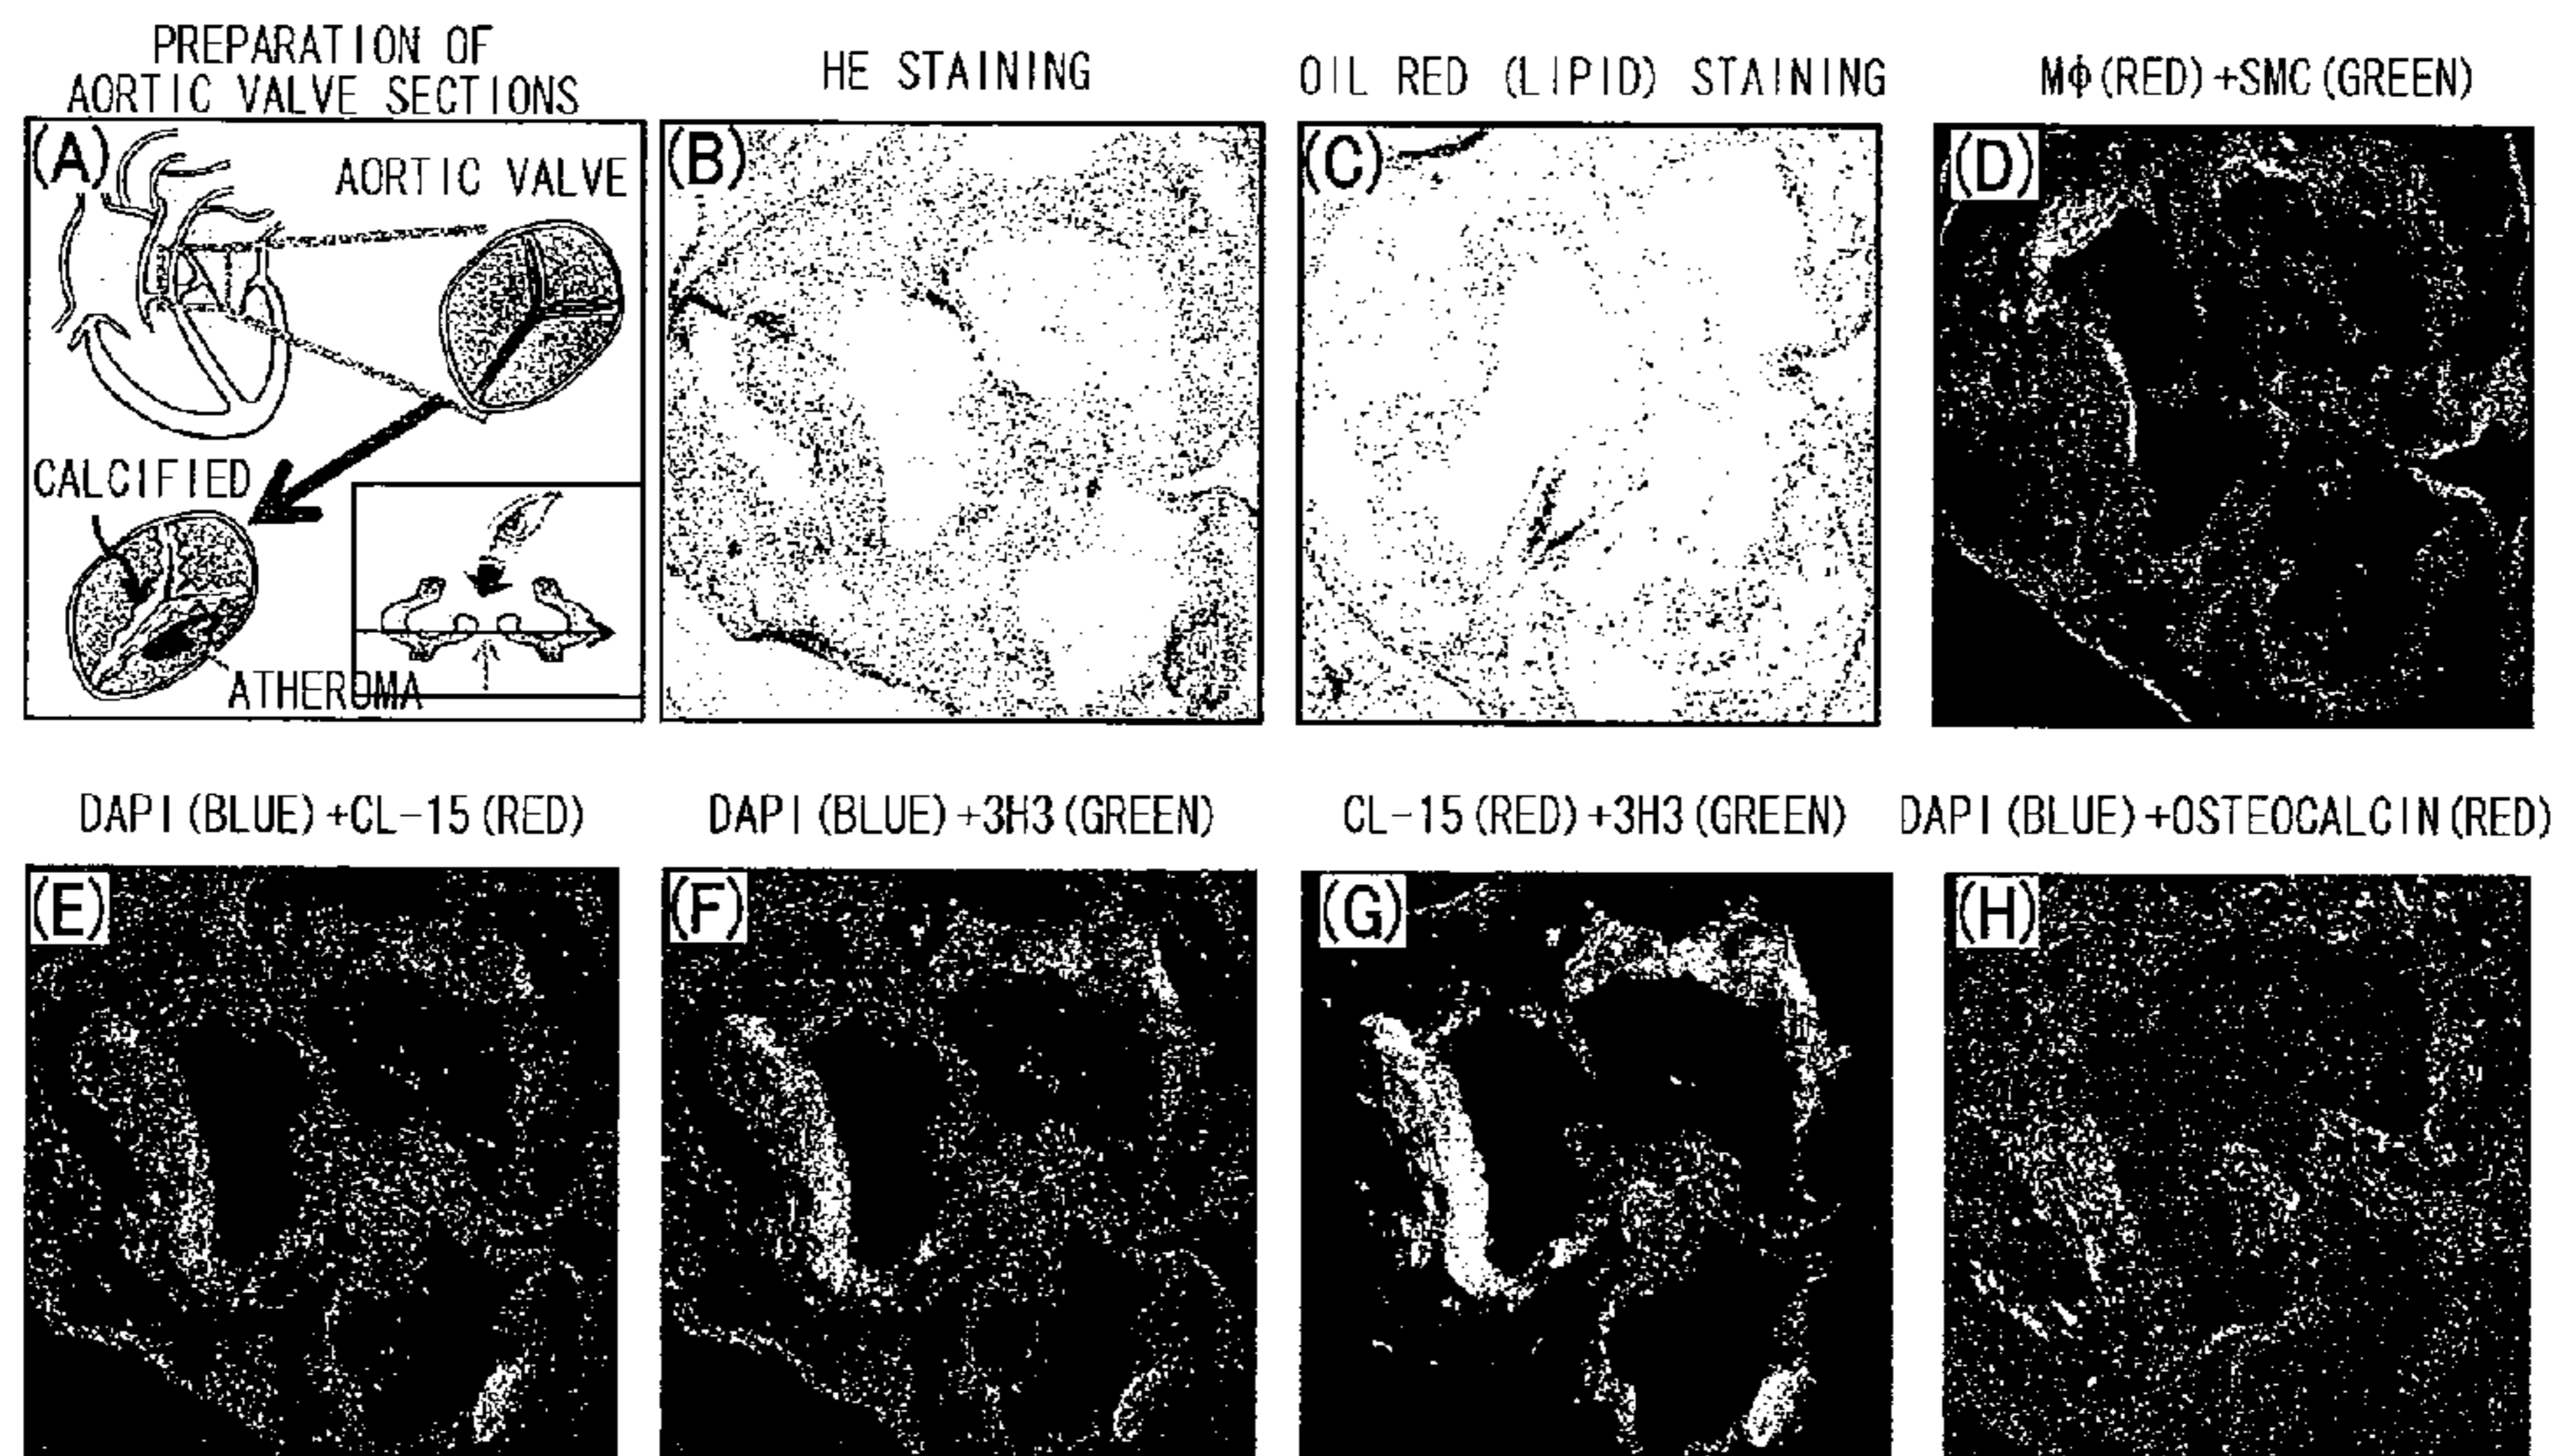 PREPARATION OF
AORTIC VALVE SECTIONS
HE STAINING
OIL RED (LIPID) STAINING
Mφ(RED)+SMC(GREEN)
(A)
AORTIC VALVE
CALCIFIED
ATHEROMA
(B)
(C)
(D)
DAPI(BLUE)+CL-15(RED)
DAPI(BLUE)+3H3(GREEN)
CL-15(RED)+3H3(GREEN)
DAPI(BLUE)+OSTEOCALCIN(RED)
(E)
(F)
(G)
(H)